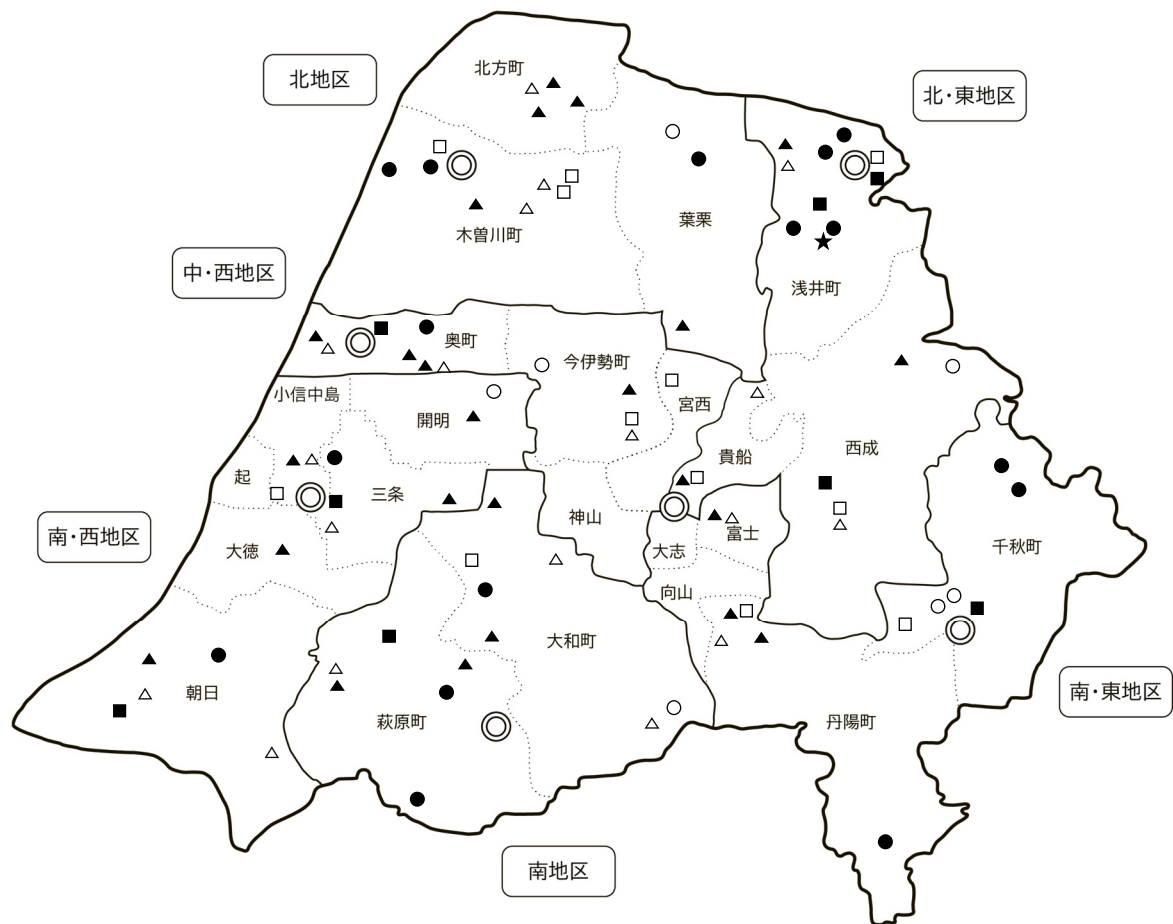 北方町
北地区
北・東地区
葉栗
木曽川町
中・西地区
浅井町
奥町
今伊勢町
小信中島
宮西
開明
西成
貴船
起
三条
神山
富士
南・西地区
大徳
大志
千秋町
向山
大和町
朝日
南・東地区
萩原町
丹陽町
南地区